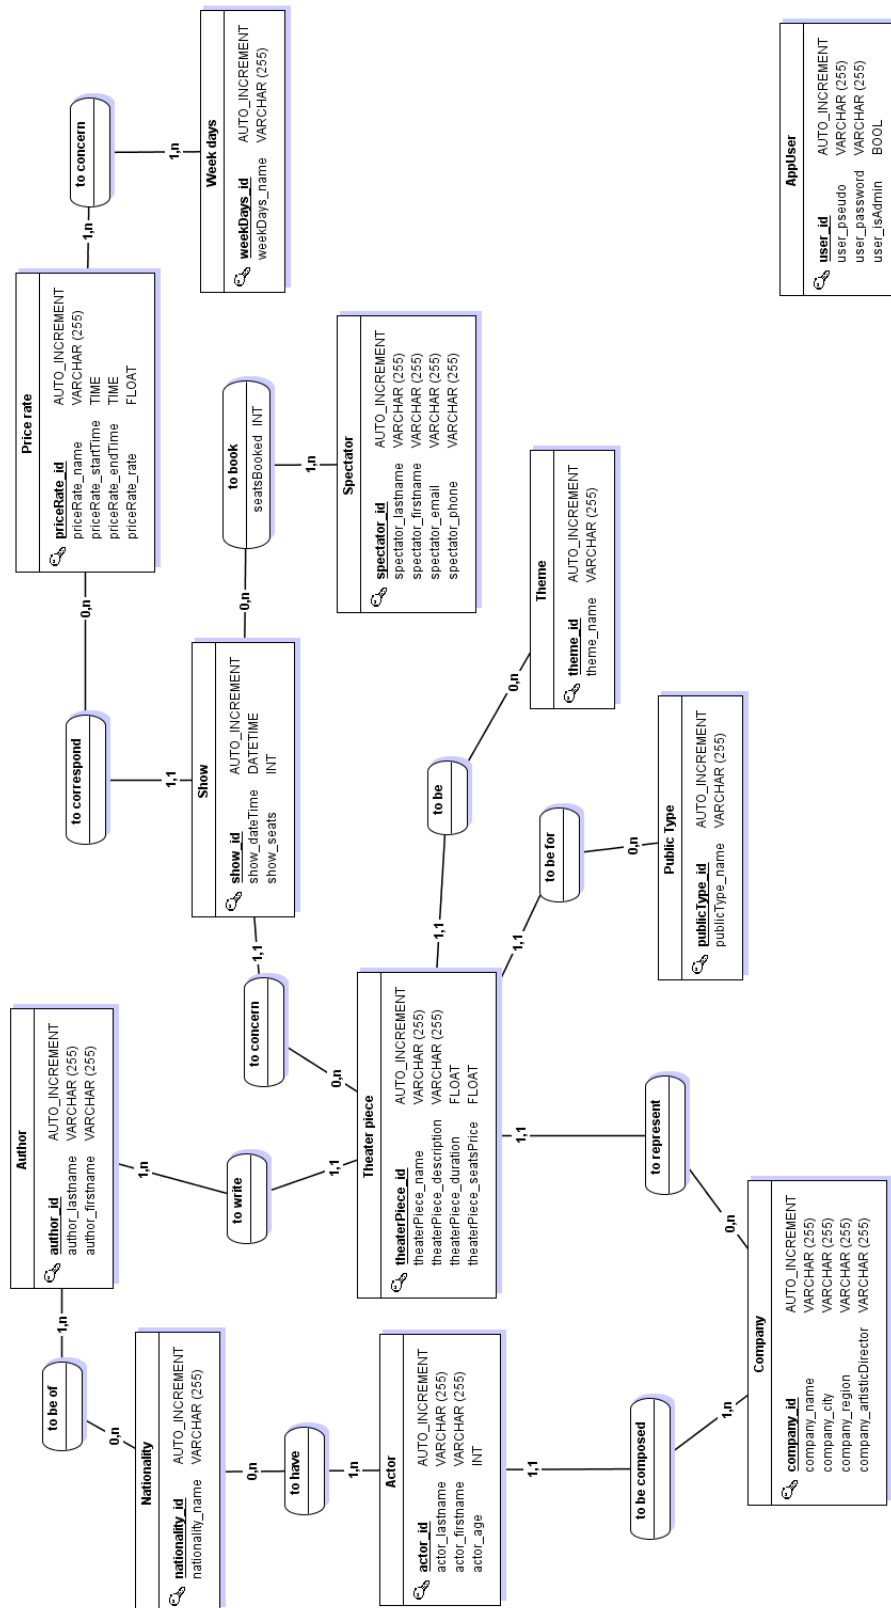 Author
author_id AUTO_INCREMENT
author_lastname VARCHAR (255)
author_firstname VARCHAR (255)
1,n
to be of
0,n
Nationality
nationality_id AUTO_INCREMENT
nationality_name VARCHAR (255)
0,n
to have
1,n
Actor
actor_id AUTO_INCREMENT
actor_lastname VARCHAR (255)
actor_firstname VARCHAR (255)
actor_age INT
1,1
to be composed
1,n
Company
company_id AUTO_INCREMENT
company_name VARCHAR (255)
company_city VARCHAR (255)
company_region VARCHAR (255)
company_artisticDirector VARCHAR (255)
0,n
to represent
1,1
1,n
to write
1,1
Theater piece
theaterPiece_id AUTO_INCREMENT
theaterPiece_name VARCHAR (255)
theaterPiece_description VARCHAR (255)
theaterPiece_duration FLOAT
theaterPiece_seatsPrice FLOAT
0,n
to concern
1,1
Show
show_id AUTO_INCREMENT
show_dateTime DATETIME
show_seats INT
1,1
to correspond
0,n
Price rate
priceRate_id AUTO_INCREMENT
priceRate_name VARCHAR (255)
priceRate_startTime TIME
priceRate_endTime TIME
priceRate_rate FLOAT
1,n
to concern
1,n
Week days
weekDays_id AUTO_INCREMENT
weekDays_name VARCHAR (255)
0,n
to book
seatsBooked INT
1,n
Spectator
spectator_id AUTO_INCREMENT
spectator_lastname VARCHAR (255)
spectator_firstname VARCHAR (255)
spectator_email VARCHAR (255)
spectator_phone VARCHAR (255)
1,1
to be
0,n
Theme
theme_id AUTO_INCREMENT
theme_name VARCHAR (255)
1,1
to be for
0,n
Public Type
publicType_id AUTO_INCREMENT
publicType_name VARCHAR (255)
AppUser
user_id AUTO_INCREMENT
user_pseudo VARCHAR (255)
user_password VARCHAR (255)
user_isAdmin BOOL